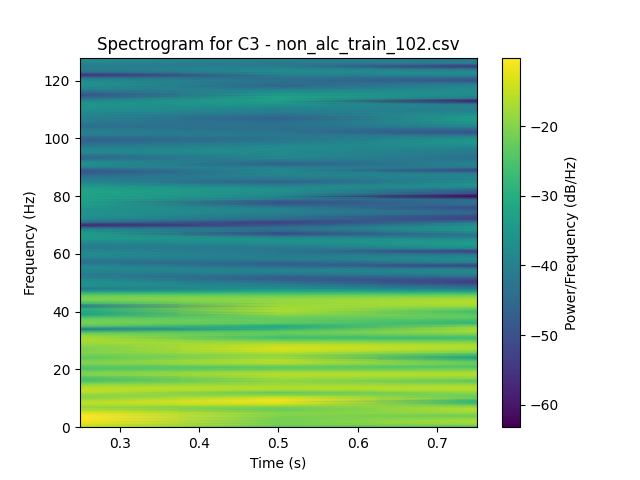 Spectrogram for C3 - non_alc_train_102.csv
120
100
80
60
40
20
0
Frequency (Hz)
0.3 0.4 0.5 0.6 0.7
Time (s)
−20
−30
−40
−50
−60
Power/Frequency (dB/Hz)